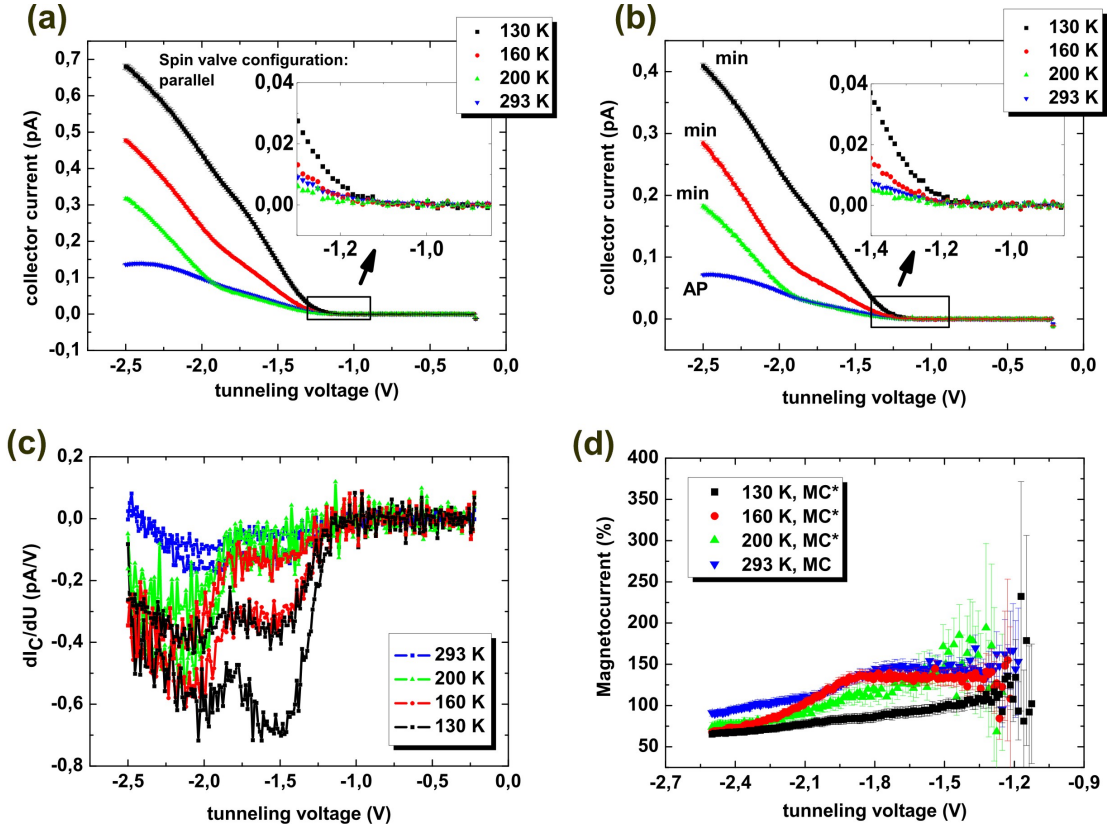 (a)
130 K
160 K
200 K
293 K
Spin valve configuration:
parallel
0,04
0,02
0,00
-1,2
-1,0
0,7
0,6
0,5
0,4
0,3
0,2
0,1
0,0
-0,1
-2,5
-2,0
-1,5
-1,0
-0,5
0,0
collector current (pA)
tunneling voltage (V)
(b)
130 K
160 K
200 K
293 K
min
min
min
AP
0,04
0,02
0,00
-1,4
-1,2
-1,0
0,4
0,3
0,2
0,1
0,0
-2,5
-2,0
-1,5
-1,0
-0,5
0,0
collector current (pA)
tunneling voltage (V)
(c)
0,2
0,0
-0,2
-0,4
-0,6
-0,8
-2,5
-2,0
-1,5
-1,0
-0,5
0,0
dIC/dU (pA/V)
293 K
200 K
160 K
130 K
tunneling voltage (V)
(d)
400
350
300
250
200
150
100
50
130 K, MC*
160 K, MC*
200 K, MC*
293 K, MC
-2,7
-2,4
-2,1
-1,8
-1,5
-1,2
-0,9
Magnetocurrent (%)
tunneling voltage (V)